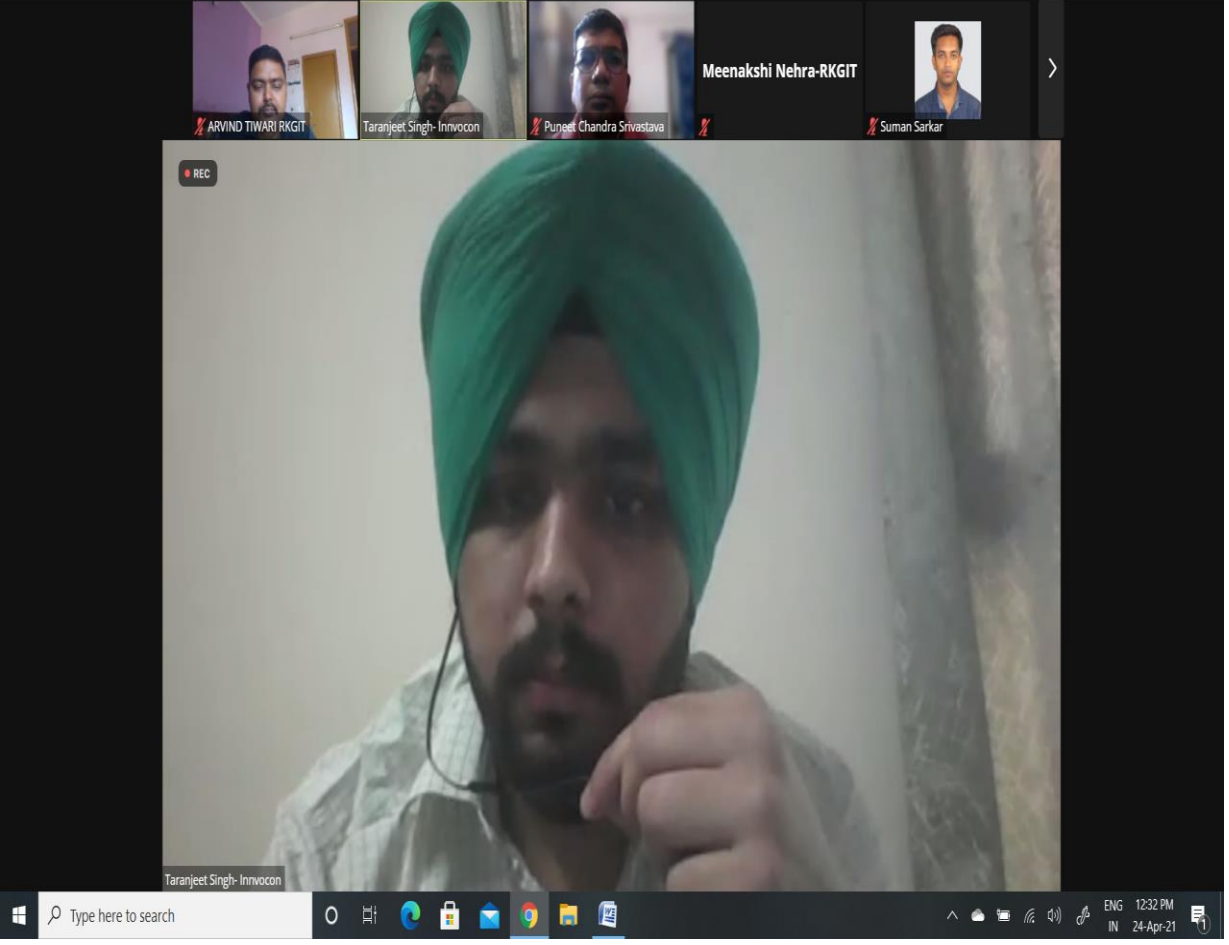 ARVIND TIWARI RKGIT
Taranjeet Singh- Innvocon
Puneet Chandra Srivastava
Meenakshi Nehra-RKGIT
Suman Sarkar
REC
Taranjeet Singh- Innvocon
Type here to search
ENG
IN
12:32 PM
24-Apr-21
1